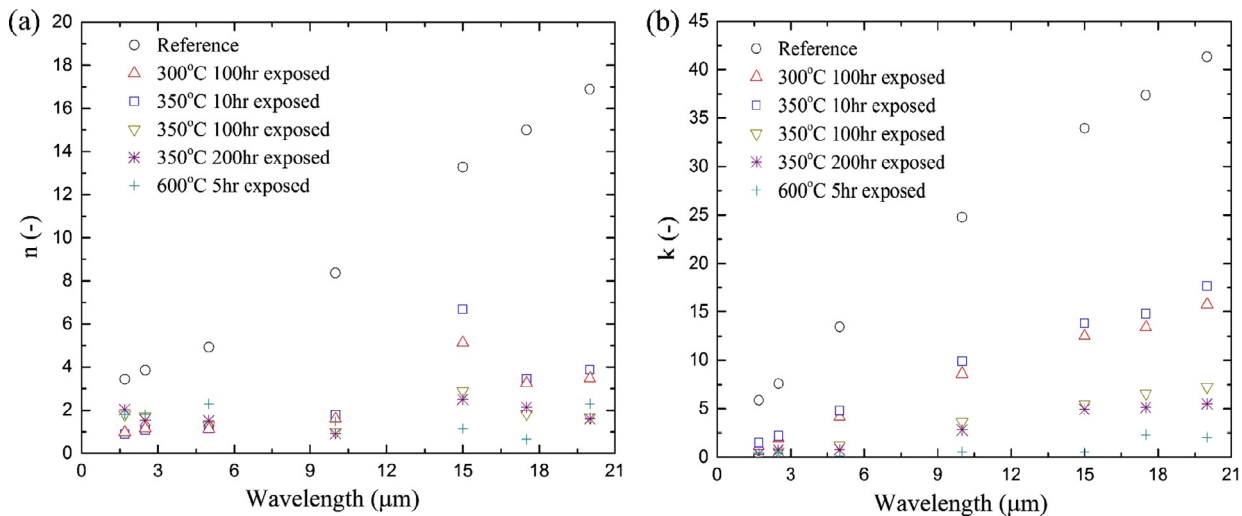 (a)
20
18
16
14
12
10
8
6
4
2
0
n (-)
Reference
300°C 100hr exposed
350°C 10hr exposed
350°C 100hr exposed
350°C 200hr exposed
600°C 5hr exposed
0 3 6 9 12 15 18 21
Wavelength (μm)
(b)
45
40
35
30
25
20
15
10
5
0
k (-)
Reference
300°C 100hr exposed
350°C 10hr exposed
350°C 100hr exposed
350°C 200hr exposed
600°C 5hr exposed
0 3 6 9 12 15 18 21
Wavelength (μm)